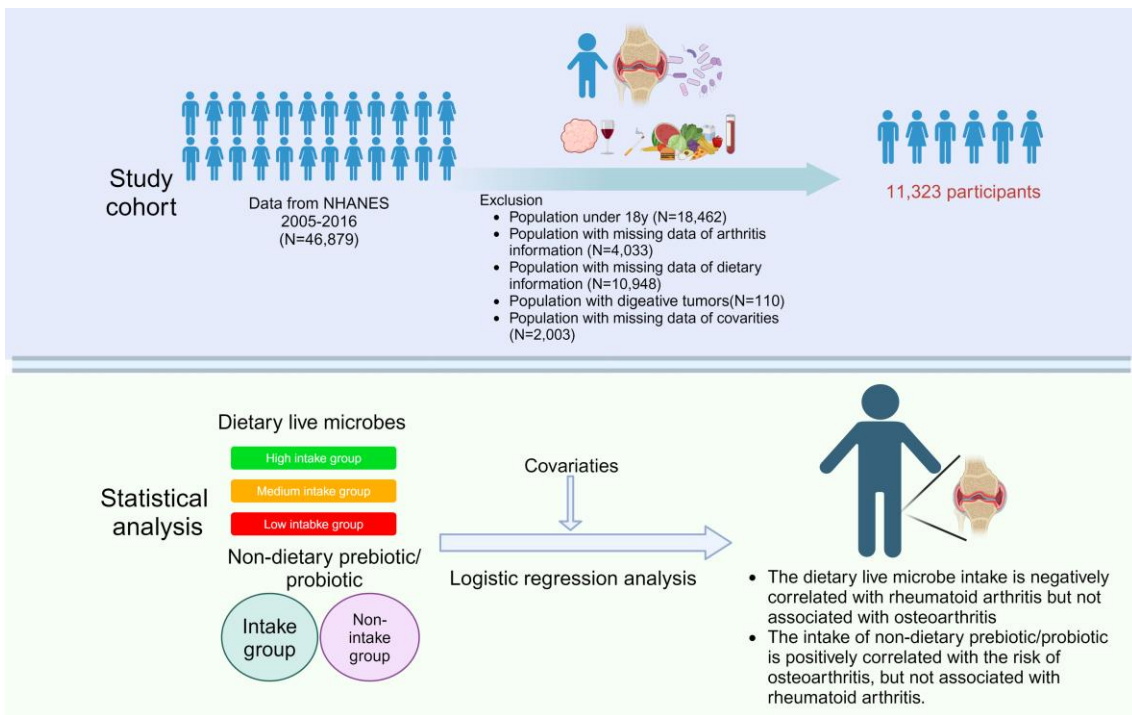 Study
cohort
Data from NHANES
2005-2016
(N=46,879)
Exclusion
• Population under 18y (N=18,462)
• Population with missing data of arthritis
information (N=4,033)
• Population with missing data of dietary
information (N=10,948)
• Population with digeative tumors(N=110)
• Population with missing data of covarities
(N=2,003)
11,323 participants
Statistical
analysis
Dietary live microbes
High intake group
Medium intake group
Low intabke group
Non-dietary prebiotic/
probiotic
Intake
group
Non-
intake
group
Covariaties
Logistic regression analysis
• The dietary live microbe intake is negatively
correlated with rheumatoid arthritis but not
associated with osteoarthritis
• The intake of non-dietary prebiotic/probiotic
is positively correlated with the risk of
osteoarthritis, but not associated with
rheumatoid arthritis.